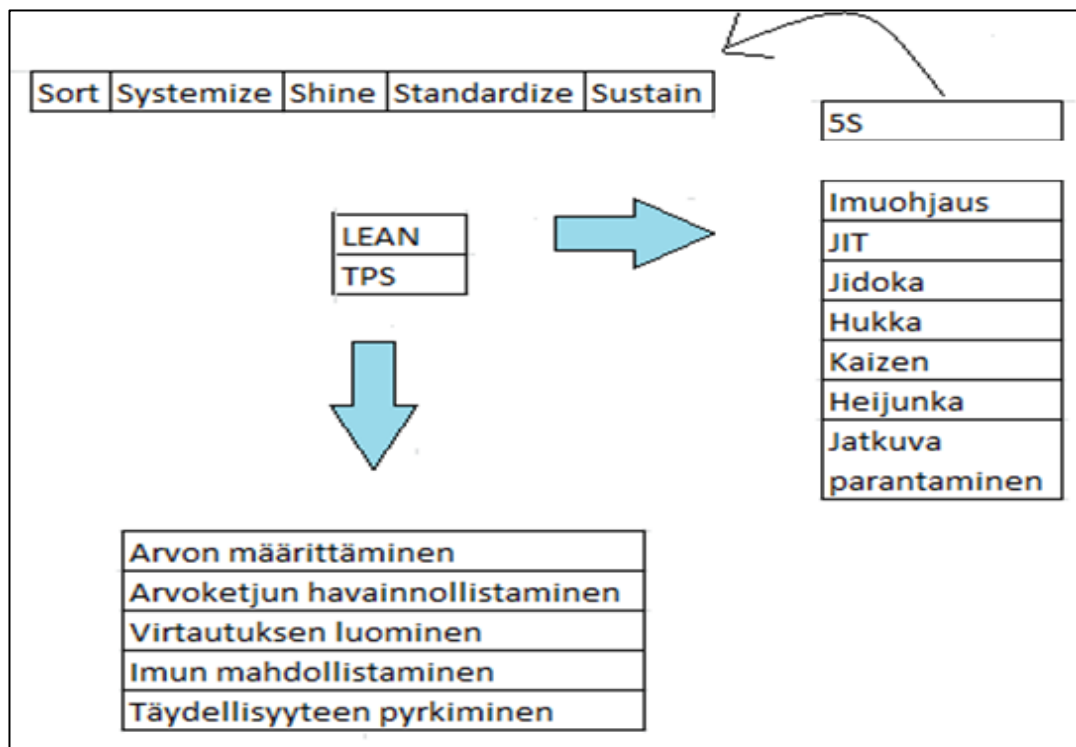 Sort Systemize Shine Standardize Sustain
5S
LEAN
TPS
Imuohjaus
JIT
Jidoka
Hukka
Kaizen
Heijunka
Jatkuva
parantaminen
Arvon määrittäminen
Arvoketjun havainnollistaminen
Virtautuksen luominen
Imun mahdollistaminen
Täydellisyyteen pyrkiminen